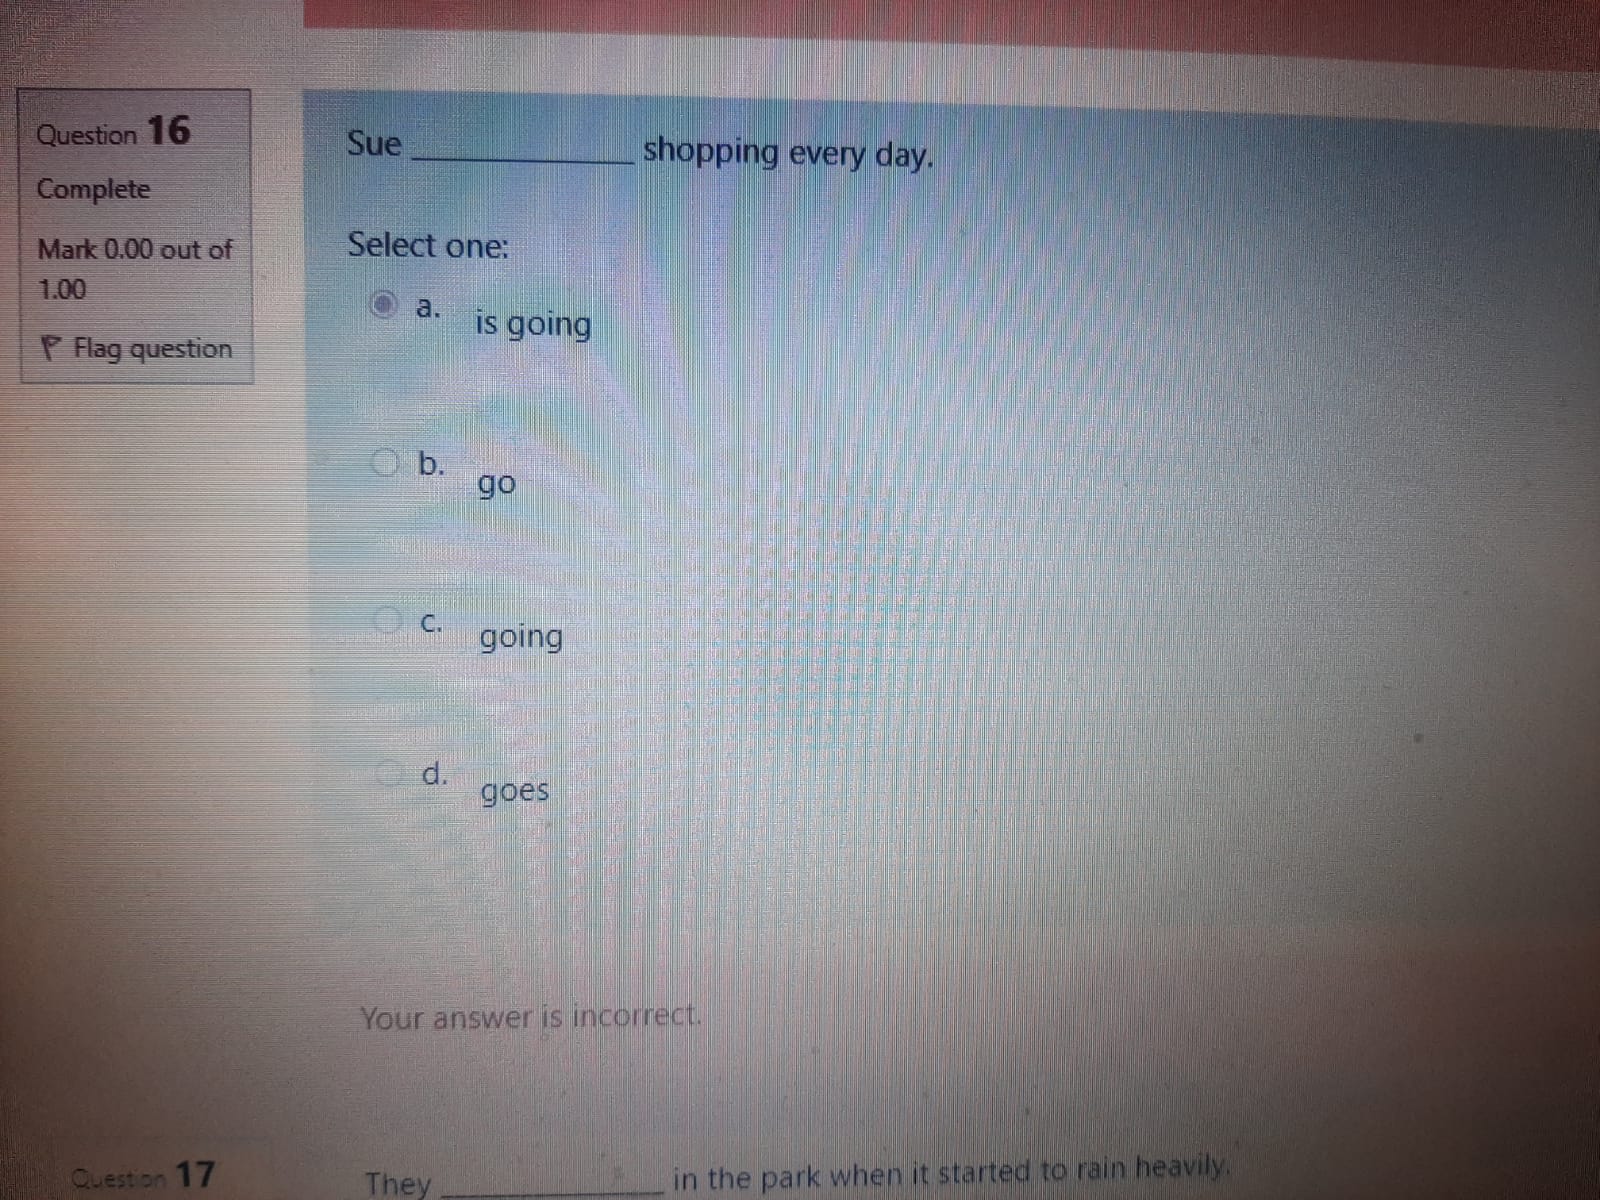 Question 16
Complete
Mark 0.00 out of
1.00
Flag question
Sue ____________ shopping every day.
Select one:
a. is going
b. go
c. going
d. goes
Your answer is incorrect.
Question 17
They ____________ in the park when it started to rain heavily.